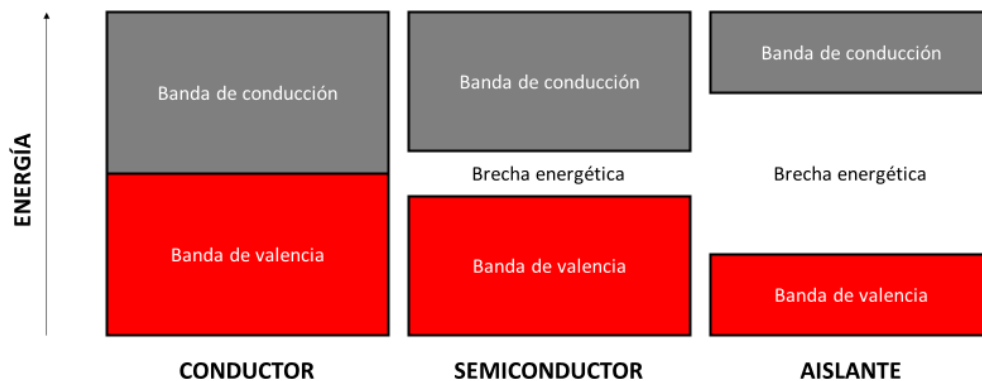 ENERGÍA
Banda de conducción
Banda de valencia
CONDUCTOR
Banda de conducción
Brecha energética
Banda de valencia
SEMICONDUCTOR
Banda de conducción
Brecha energética
Banda de valencia
AISLANTE